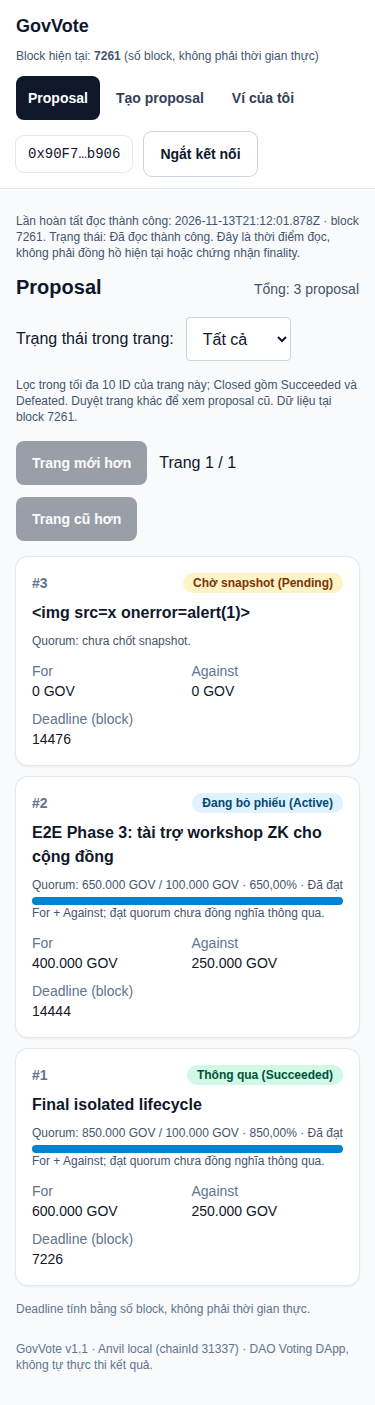 GovVote
Block hiện tại: 7261 (số block, không phải thời gian thực)
Proposal Tạo proposal Ví của tôi
0x90F7…b906 Ngắt kết nối
Lần hoàn tất đọc thành công: 2026-11-13T21:12:01.878Z · block
7261. Trạng thái: Đã đọc thành công. Đây là thời điểm đọc,
không phải đồng hồ hiện tại hoặc chứng nhận finality.
Proposal Tổng: 3 proposal
Trạng thái trong trang: Tất cả
Lọc trong tối đa 10 ID của trang này; Closed gồm Succeeded và
Defeated. Duyệt trang khác để xem proposal cũ. Dữ liệu tại
block 7261.
Trang mới hơn Trang 1 / 1
Trang cũ hơn
#3 Chờ snapshot (Pending)
<img src=x onerror=alert(1)>
Quorum: chưa chốt snapshot.
For Against
0 GOV 0 GOV
Deadline (block)
14476
#2 Đang bỏ phiếu (Active)
E2E Phase 3: tài trợ workshop ZK cho
cộng đồng
Quorum: 650.000 GOV / 100.000 GOV · 650,00% · Đã đạt
For + Against; đạt quorum chưa đồng nghĩa thông qua.
For Against
400.000 GOV 250.000 GOV
Deadline (block)
14444
#1 Thông qua (Succeeded)
Final isolated lifecycle
Quorum: 850.000 GOV / 100.000 GOV · 850,00% · Đã đạt
For + Against; đạt quorum chưa đồng nghĩa thông qua.
For Against
600.000 GOV 250.000 GOV
Deadline (block)
7226
Deadline tính bằng số block, không phải thời gian thực.
GovVote v1.1 · Anvil local (chainId 31337) · DAO Voting DApp,
không tự thực thi kết quả.